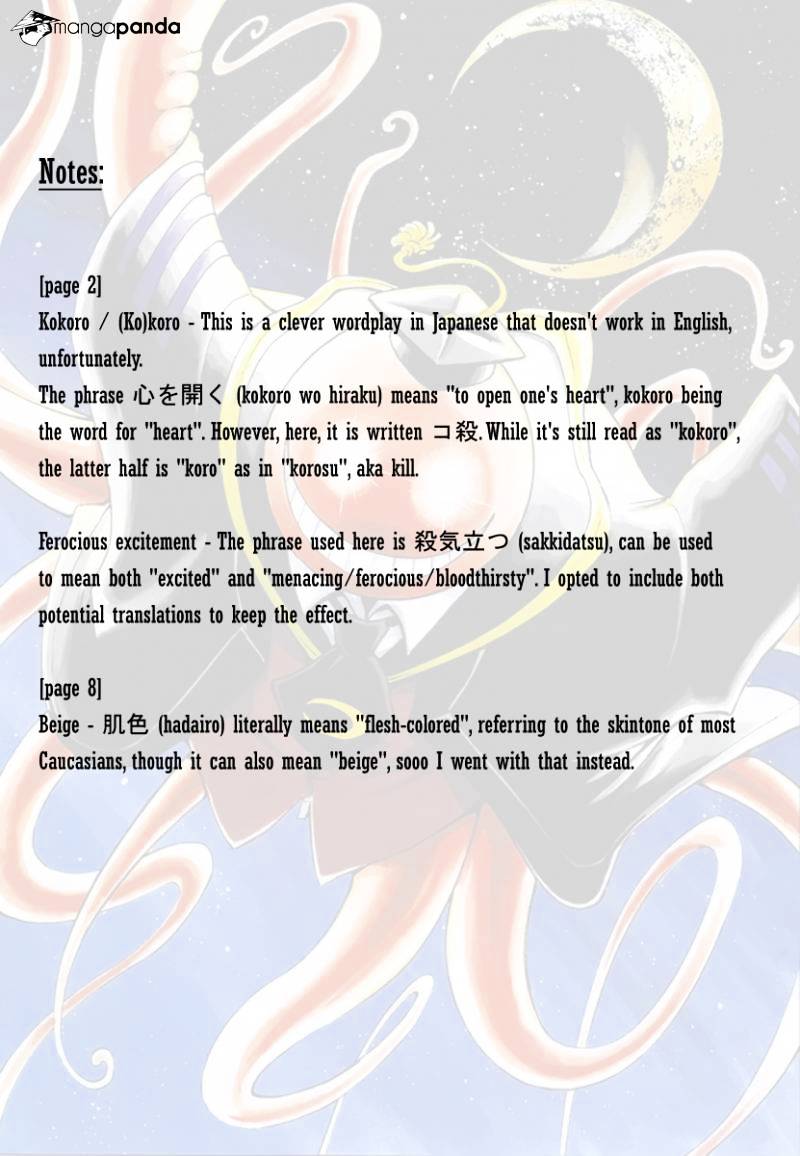 mangapanda
Notes:
[page 2]
Kokoro / (Ko)koro - This is a clever wordplay in Japanese that doesn't work in English,
unfortunately.
The phrase 心を開く (kokoro wo hiraku) means "to open one's heart", kokoro being
the word for "heart". However, here, it is written コ殺. While it's still read as "kokoro",
the latter half is "koro" as in "korosu", aka kill.
Ferocious excitement - The phrase used here is 殺気立つ (sakkidatsu), can be used
to mean both "excited" and "menacing/ferocious/bloodthirsty". I opted to include both
potential translations to keep the effect.
[page 8]
Beige - 肌色 (hadairo) literally means "flesh-colored", referring to the skintone of most
Caucasians, though it can also mean "beige", sooo I went with that instead.